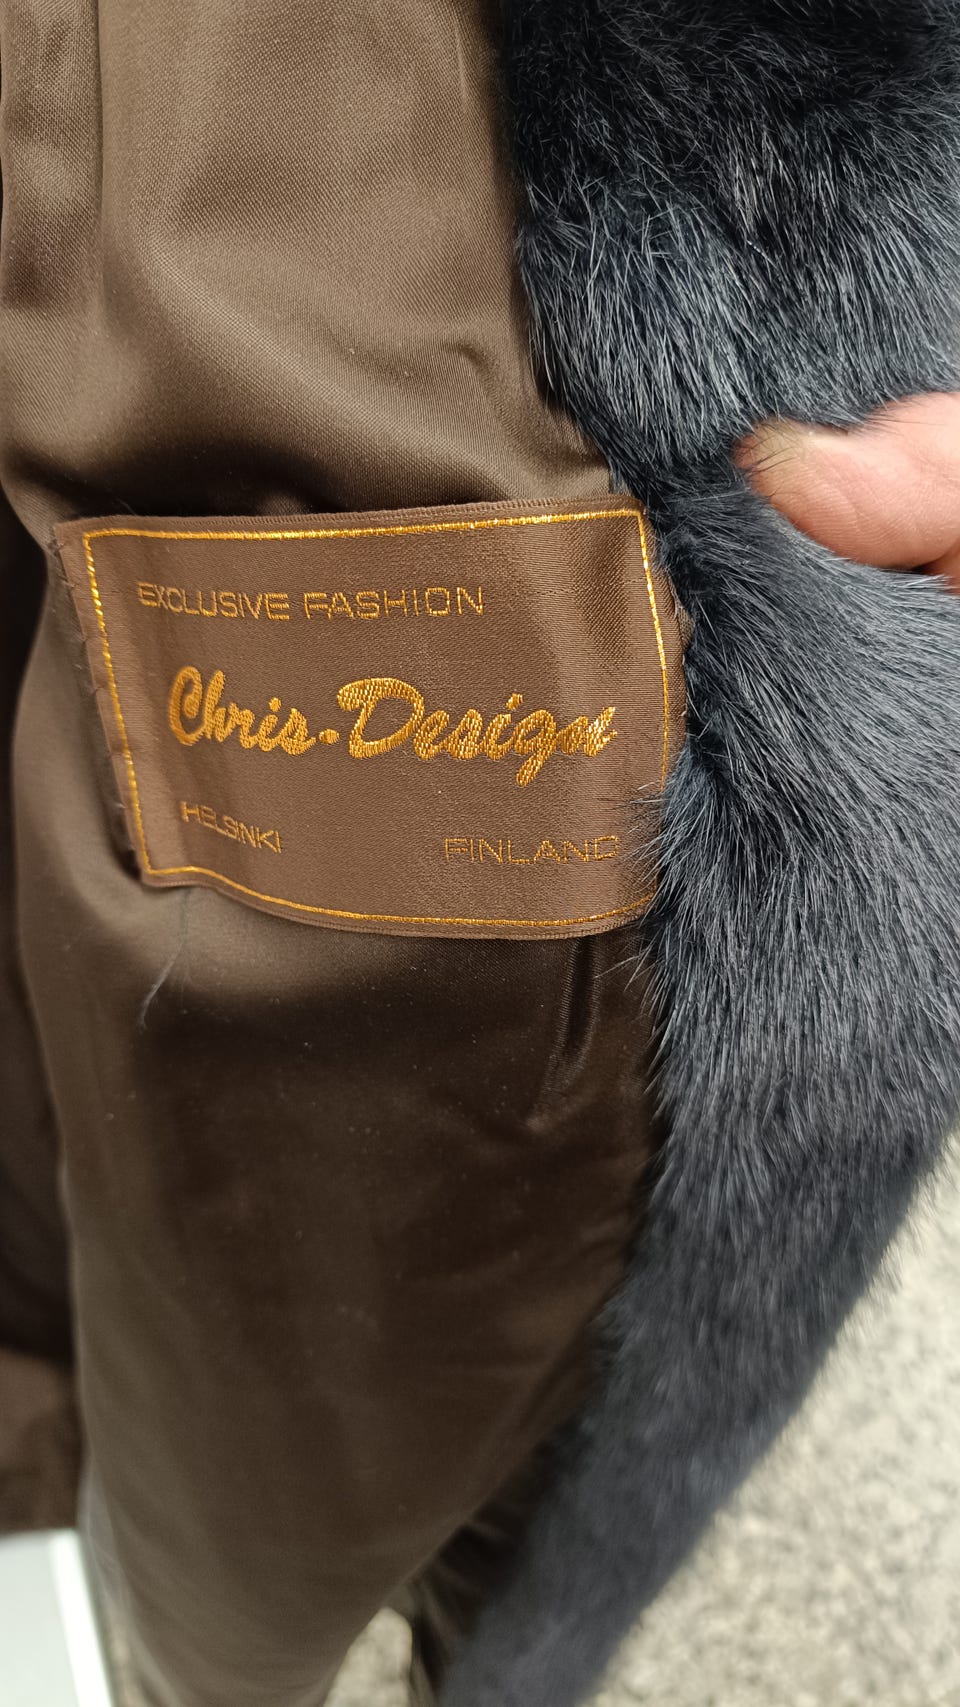 EXCLUSIVE FASHION
Chris·Design
HELSINKI FINLAND